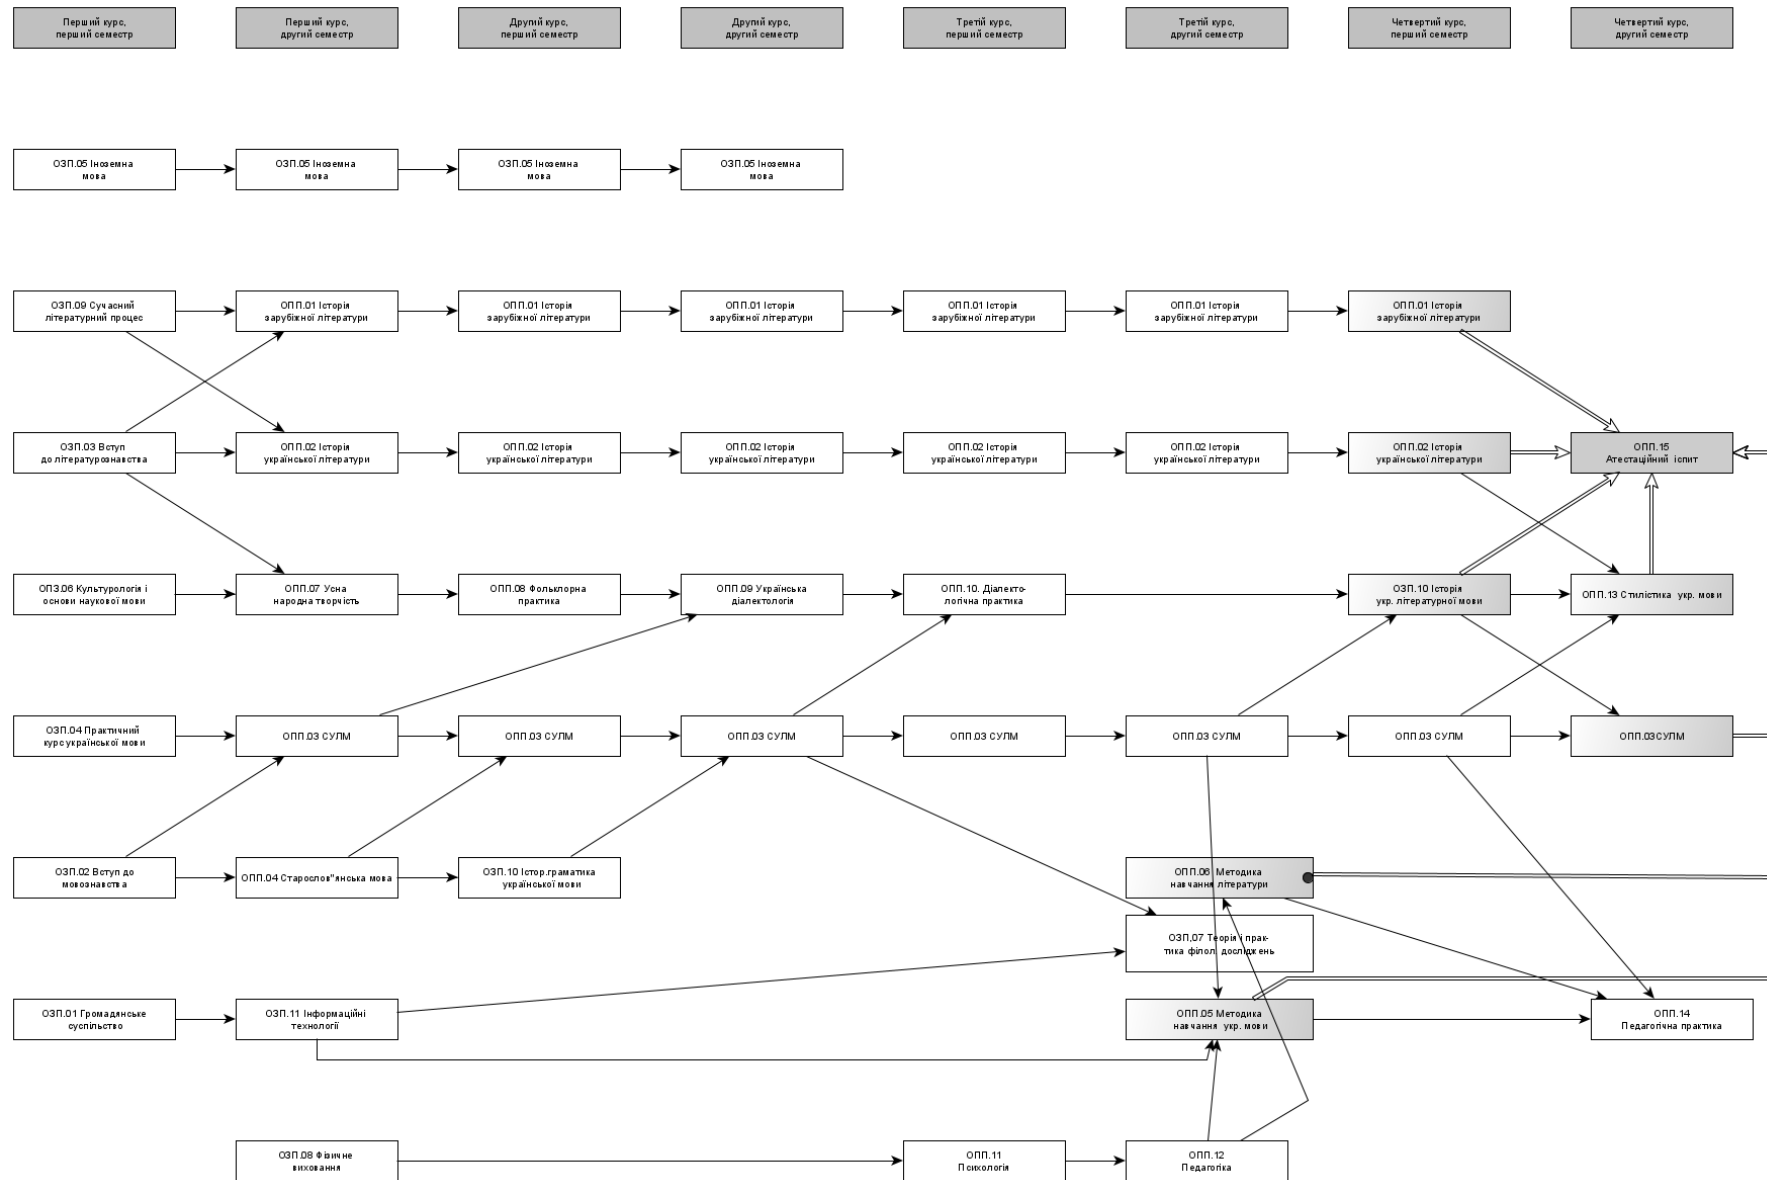 Перший курс,
перший семестр
Перший курс,
другий семестр
Другий курс,
перший семестр
Другий курс,
другий семестр
Третій курс,
перший семестр
Третій курс,
другий семестр
Четвертий курс,
перший семестр
Четвертий курс,
другий семестр
ОЗП.05 Іноземна
мова
ОЗП.05 Іноземна
мова
ОЗП.05 Іноземна
мова
ОЗП.05 Іноземна
мова
ОЗП.09 Сучасний
літературний процес
ОПП.01 Історія
зарубіжної літератури
ОПП.01 Історія
зарубіжної літератури
ОПП.01 Історія
зарубіжної літератури
ОПП.01 Історія
зарубіжної літератури
ОПП.01 Історія
зарубіжної літератури
ОПП.01 Історія
зарубіжної літератури
ОЗП.03 Вступ
до літературознавства
ОПП.02 Історія
української літератури
ОПП.02 Історія
української літератури
ОПП.02 Історія
української літератури
ОПП.02 Історія
української літератури
ОПП.02 Історія
української літератури
ОПП.02 Історія
української літератури
ОПП.15
Атестаційний іспит
ОПЗ.06 Культурологія і
основи наукової мови
ОПП.07 Усна
народна творчість
ОПП.08 Фольклорна
практика
ОПП.09 Українська
діалектологія
ОПП.10. Діалекто-
логічна практика
ОЗП.10 Історія
укр. літературної мови
ОПП.13 Стилістика укр. мови
ОЗП.04 Практичний
курс української мови
ОПП.03 СУЛМ
ОПП.03 СУЛМ
ОПП.03 СУЛМ
ОПП.03 СУЛМ
ОПП.03 СУЛМ
ОПП.03 СУЛМ
ОПП.03СУЛМ
ОЗП.02 Вступ до
мовознавства
ОПП.04 Старослов"янська мова
ОЗП.10 Істор.граматика
української мови
ОПП.06 Методика
навчання літератури
ОЗП,07 Теорія і прак-
тика філол. досліджень
ОЗП.01 Громадянське
суспільство
ОЗП.11 Інформаційні
технології
ОПП.05 Методика
навчання укр. мови
ОПП.14
Педагогічна практика
ОЗП.08 Фізичне
виховання
ОПП.11
Психологія
ОПП.12
Педагогіка